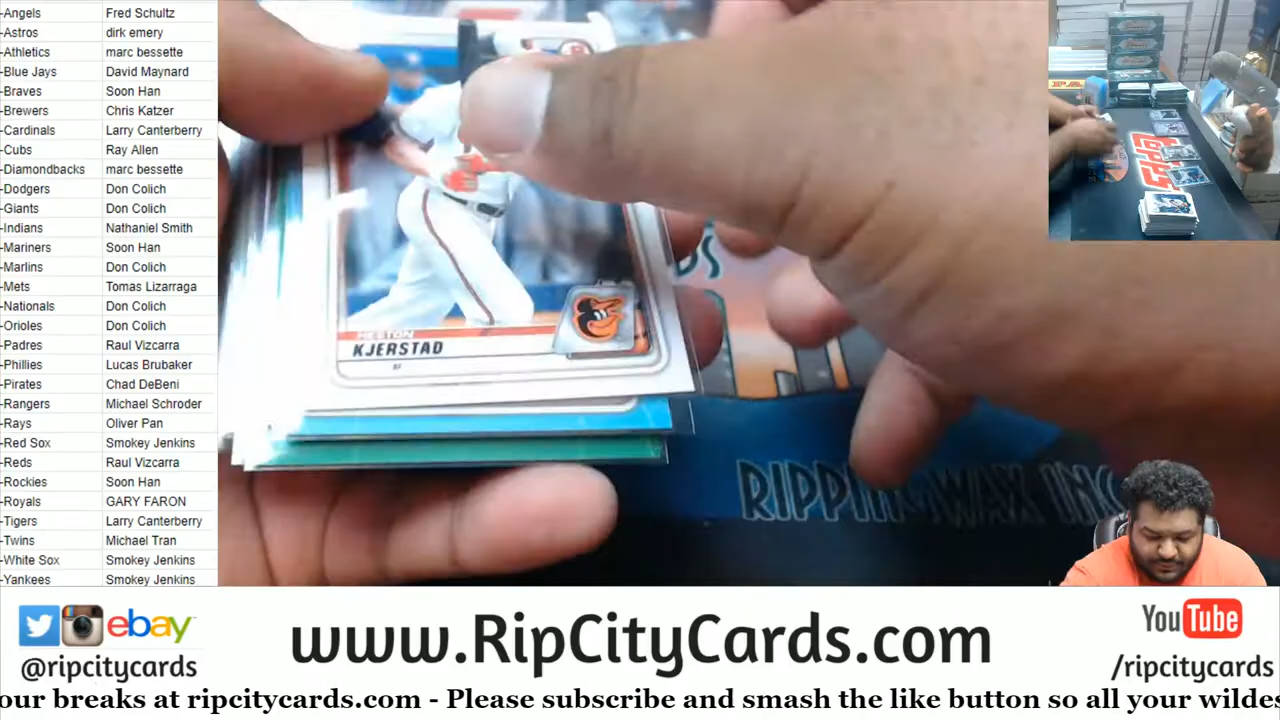 -Angels Fred Schultz
-Astros dirk emery
-Athletics marc bessette
-Blue Jays David Maynard
-Braves Soon Han
-Brewers Chris Katzer
-Cardinals Larry Canterberry
-Cubs Ray Allen
-Diamondbacks marc bessette
-Dodgers Don Colich
-Giants Don Colich
-Indians Nathaniel Smith
-Mariners Soon Han
-Marlins Don Colich
-Mets Tomas Lizarraga
-Nationals Don Colich
-Orioles Don Colich
-Padres Raul Vizcarra
-Phillies Lucas Brubaker
-Pirates Chad DeBeni
-Rangers Michael Schroder
-Rays Oliver Pan
-Red Sox Smokey Jenkins
-Reds Raul Vizcarra
-Rockies Soon Han
-Royals GARY FARON
-Tigers Larry Canterberry
-Twins Michael Tran
-White Sox Smokey Jenkins
-Yankees Smokey Jenkins
HESTON
KJERSTAD
OF
RIPPIN WAX INC
ebay
@ripcitycards
www.RipCityCards.com
YouTube
/ripcitycards
our breaks at ripcitycards.com - Please subscribe and smash the like button so all your wildes